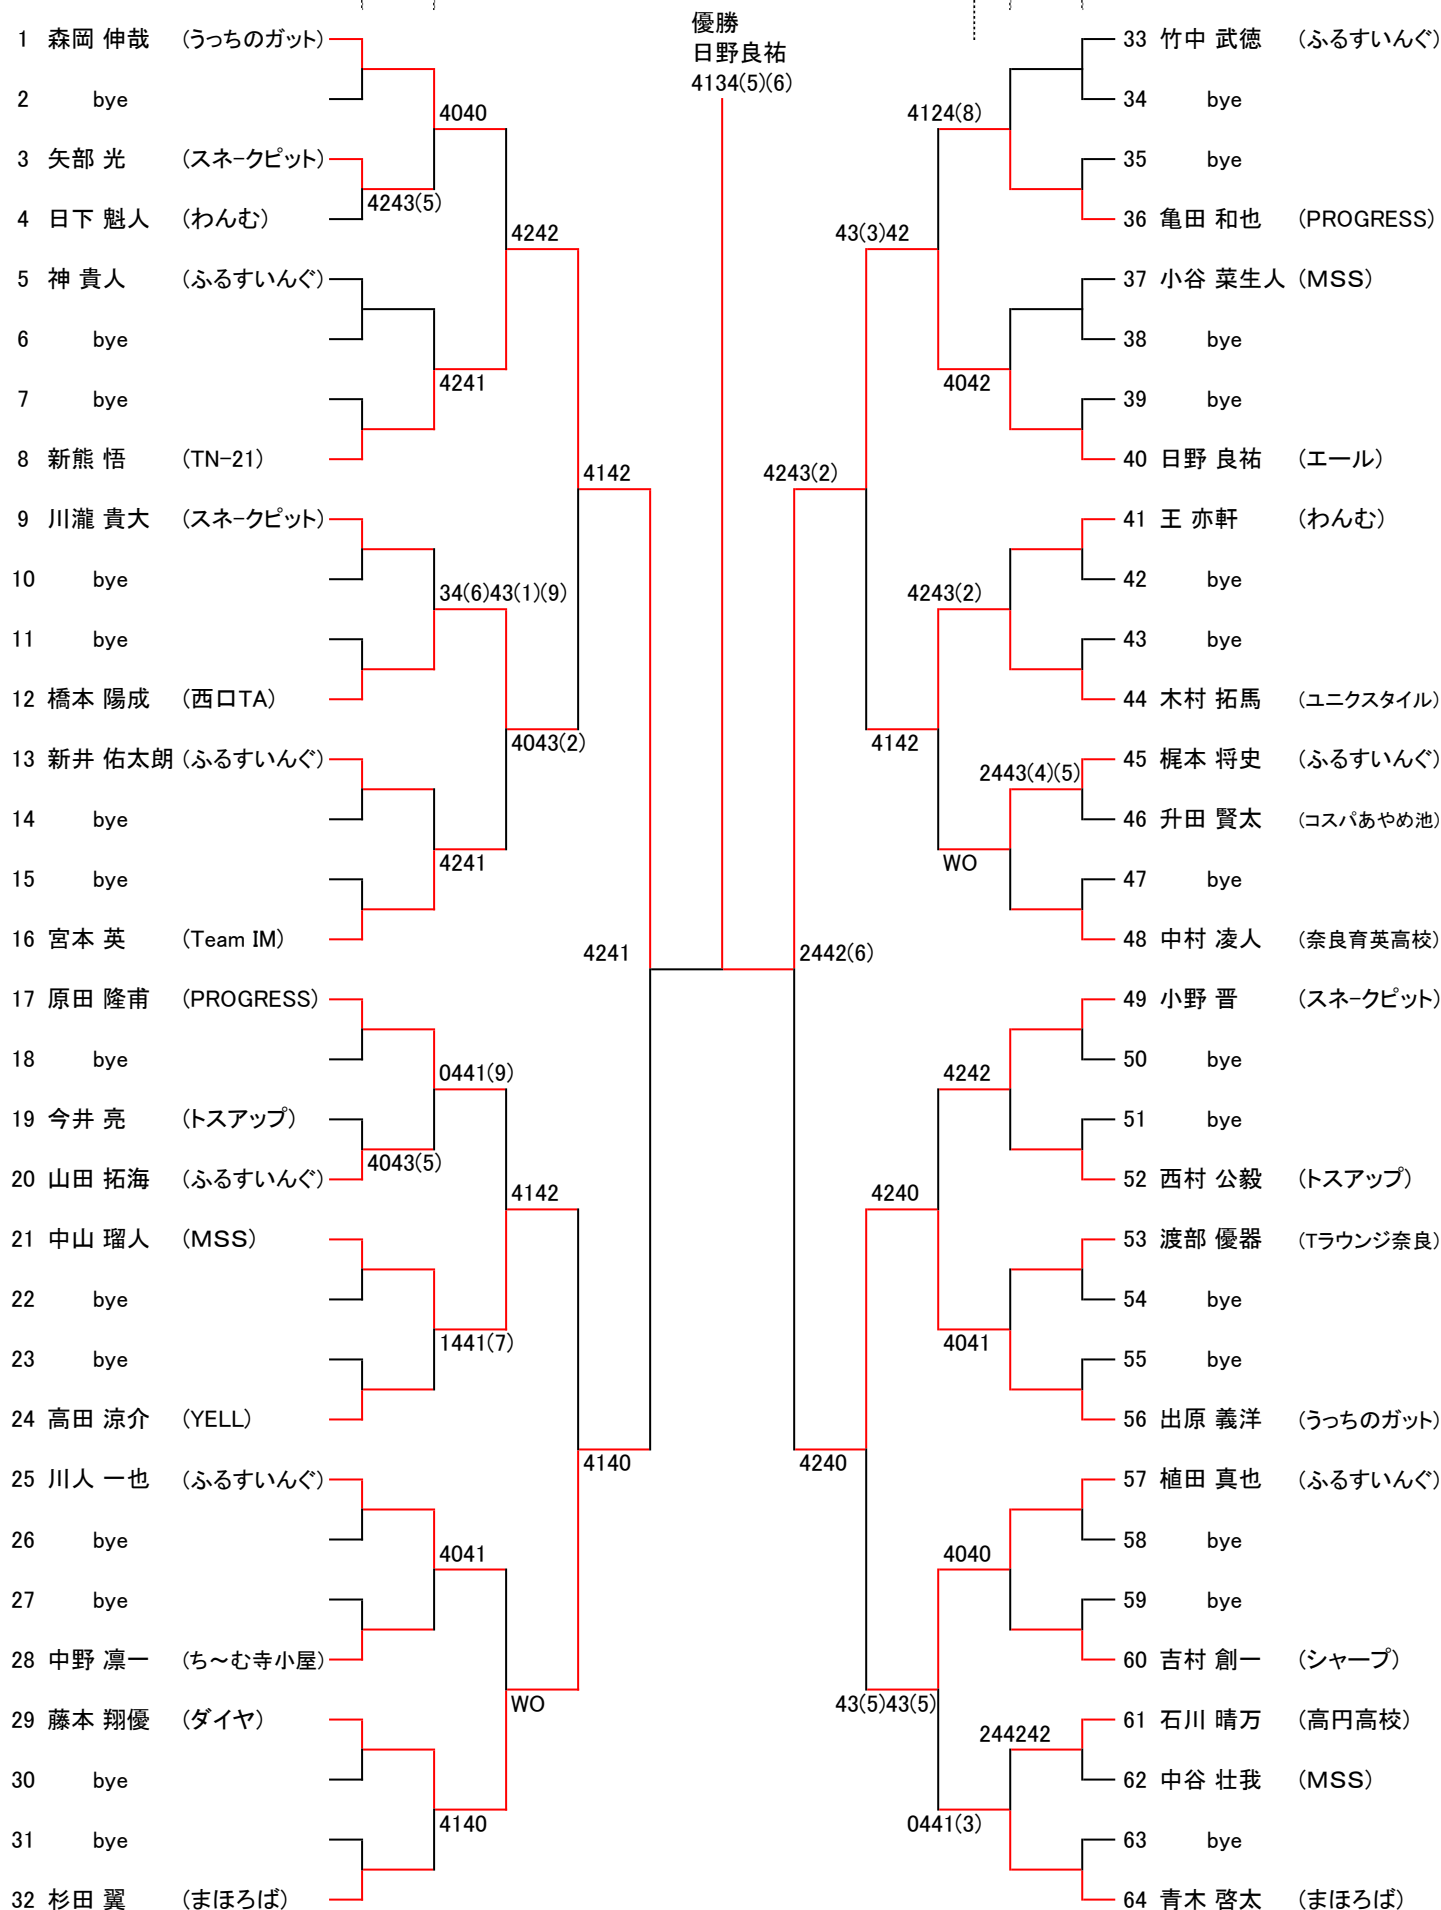 優勝
日野良祐
4134(5)(6)
1 森岡 伸哉 (うっちのガット)
2 bye
4040
3 矢部 光 (スネークピット)
4243(5)
4 日下 魁人 (わんむ)
4242
5 神 貴人 (ふるすいんぐ)
6 bye
4241
7 bye
8 新熊 悟 (TN-21)
4142
9 川瀧 貴大 (スネークピット)
10 bye
34(6)43(1)(9)
11 bye
12 橋本 陽成 (西口TA)
4043(2)
13 新井 佑太朗 (ふるすいんぐ)
14 bye
4241
15 bye
16 宮本 英 (Team IM)
4241
17 原田 隆甫 (PROGRESS)
18 bye
0441(9)
19 今井 亮 (トスアップ)
4043(5)
20 山田 拓海 (ふるすいんぐ)
4142
21 中山 瑠人 (MSS)
22 bye
1441(7)
23 bye
24 高田 涼介 (YELL)
4140
25 川人 一也 (ふるすいんぐ)
26 bye
4041
27 bye
28 中野 凛一 (ち～む寺小屋)
WO
29 藤本 翔優 (ダイヤ)
30 bye
4140
31 bye
32 杉田 翼 (まほろば)
33 竹中 武徳 (ふるすいんぐ)
34 bye
4124(8)
35 bye
36 亀田 和也 (PROGRESS)
43(3)42
37 小谷 菜生人 (MSS)
38 bye
4042
39 bye
40 日野 良祐 (エール)
4243(2)
41 王 亦軒 (わんむ)
42 bye
4243(2)
43 bye
44 木村 拓馬 (ユニクスタイル)
4142
45 梶本 将史 (ふるすいんぐ)
2443(4)(5)
46 升田 賢太 (コスパあやめ池)
WO
47 bye
48 中村 凌人 (奈良育英高校)
2442(6)
49 小野 晋 (スネークピット)
50 bye
4242
51 bye
52 西村 公毅 (トスアップ)
4240
53 渡部 優器 (Tラウンジ奈良)
54 bye
4041
55 bye
56 出原 義洋 (うっちのガット)
4240
57 植田 真也 (ふるすいんぐ)
58 bye
4040
59 bye
60 吉村 創一 (シャープ)
43(5)43(5)
61 石川 晴万 (高円高校)
244242
62 中谷 壮我 (MSS)
0441(3)
63 bye
64 青木 啓太 (まほろば)